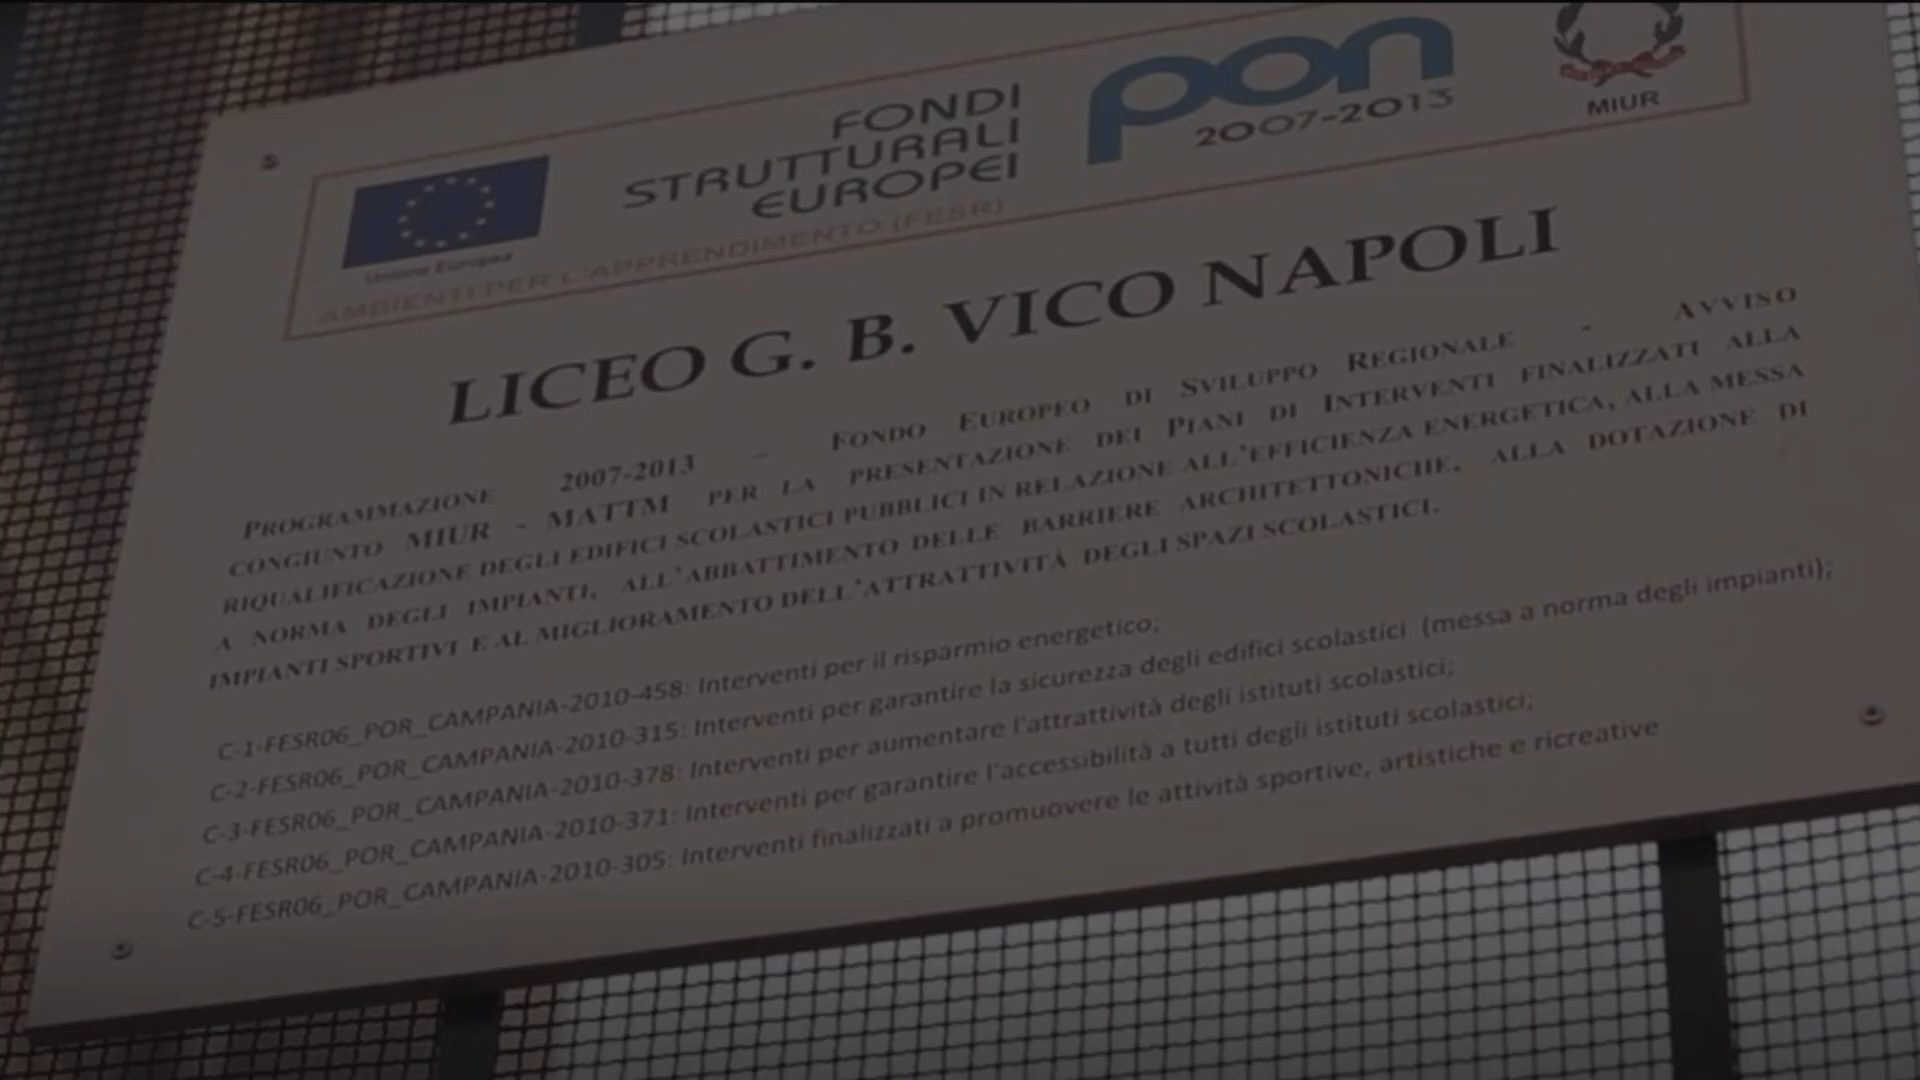 FONDI
STRUTTURALI
EUROPEI
pon
2007-2013
MIUR
Unione Europea
AMBIENTI PER L'APPRENDIMENTO (FESR)
LICEO G. B. VICO NAPOLI
PROGRAMMAZIONE 2007-2013 – FONDO EUROPEO DI SVILUPPO REGIONALE - AVVISO
CONGIUNTO MIUR - MATTM PER LA PRESENTAZIONE DEI PIANI DI INTERVENTI FINALIZZATI ALLA
RIQUALIFICAZIONE DEGLI EDIFICI SCOLASTICI PUBBLICI IN RELAZIONE ALL'EFFICIENZA ENERGETICA, ALLA MESSA
A NORMA DEGLI IMPIANTI, ALL'ABBATTIMENTO DELLE BARRIERE ARCHITETTONICHE, ALLA DOTAZIONE DI
IMPIANTI SPORTIVI E AL MIGLIORAMENTO DELL'ATTRATTIVITÀ DEGLI SPAZI SCOLASTICI.
C-1-FESR06_POR_CAMPANIA-2010-458: Interventi per il risparmio energetico;
C-2-FESR06_POR_CAMPANIA-2010-315: Interventi per garantire la sicurezza degli edifici scolastici (messa a norma degli impianti);
C-3-FESR06_POR_CAMPANIA-2010-378: Interventi per aumentare l'attrattività degli istituti scolastici;
C-4-FESR06_POR_CAMPANIA-2010-371: Interventi per garantire l'accessibilità a tutti degli istituti scolastici;
C-5-FESR06_POR_CAMPANIA-2010-305: Interventi finalizzati a promuovere le attività sportive, artistiche e ricreative